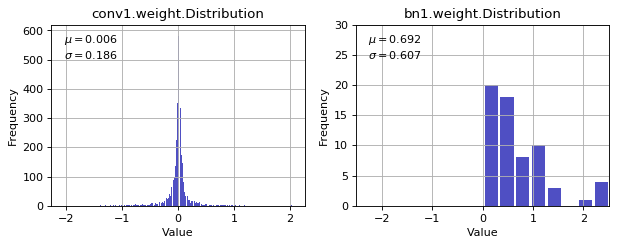 conv1.weight.Distribution
μ = 0.006
σ = 0.186
600
500
400
300
200
100
0
Frequency
−2
−1
0
1
2
Value
bn1.weight.Distribution
μ = 0.692
σ = 0.607
30
25
20
15
10
5
0
Frequency
−2
−1
0
1
2
Value